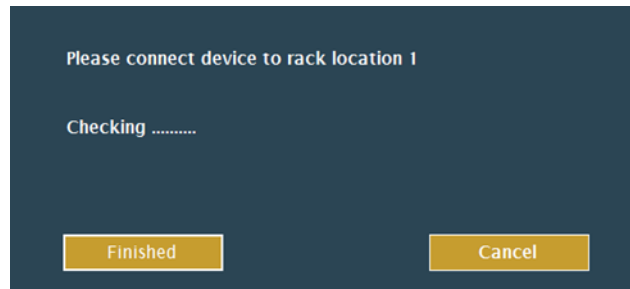 Please connect device to rack location 1
Checking ..........
Finished
Cancel